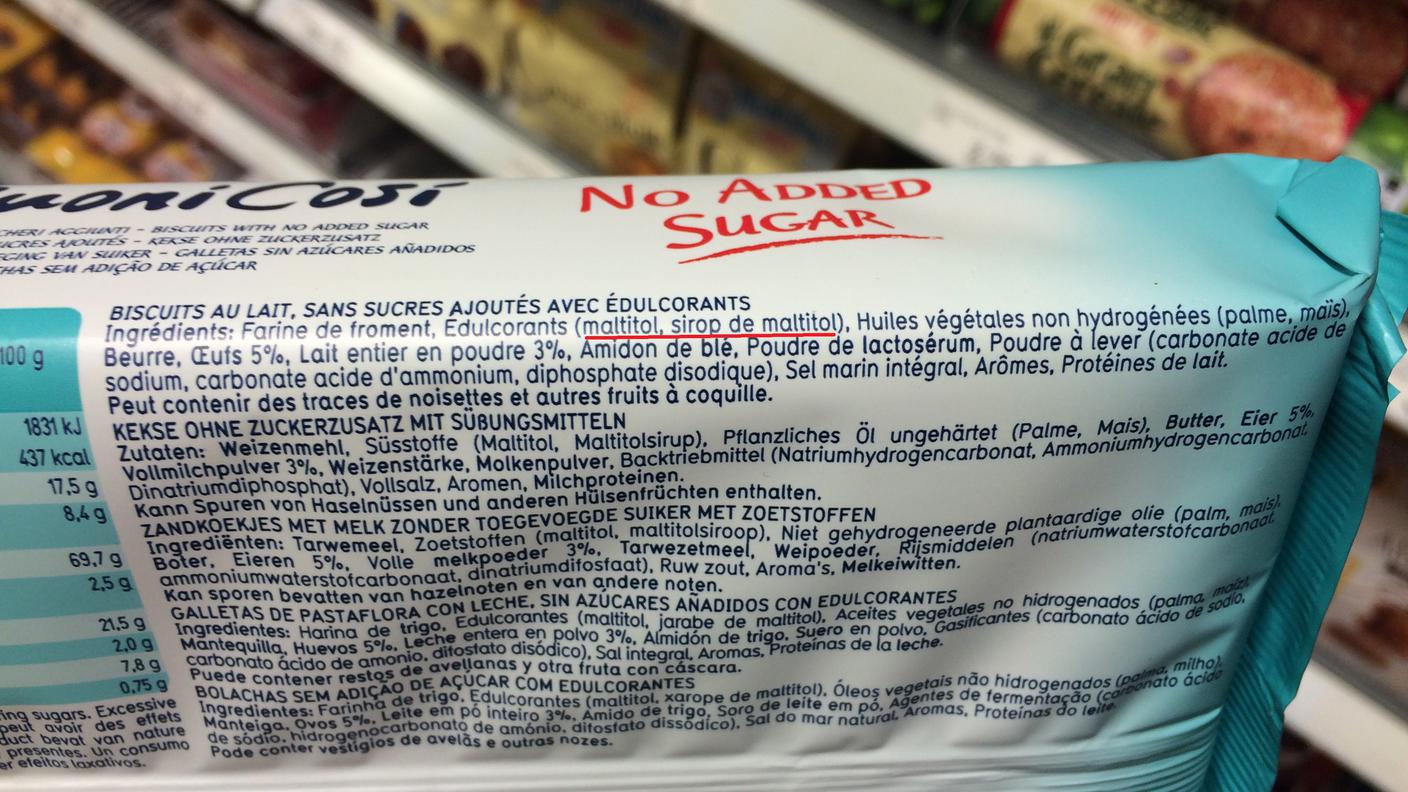 uoniCosì
No Added
Sugar
CHERI AGGIUNTI - BISCUITS WITH NO ADDED SUGAR
UCRES AJOUTÉS - KEKSE OHNE ZUCKERZUSATZ
EGING VAN SUIKER - GALLETAS SIN AZÚCARES AÑADIDOS
HAS SEM ADIÇÃO DE AÇÚCAR
100 g
1831 kJ
437 kcal
17,5 g
8,4 g
69,7 g
2,5 g
21,5 g
2,0 g
7,8 g
0,75 g
ing sugars. Excessive
peut avoir des effets
duct bevat van nature
presentes. Un consumo
er efectos laxativos.
BISCUITS AU LAIT, SANS SUCRES AJOUTÉS AVEC ÉDULCORANTS
Ingrédients: Farine de froment, Edulcorants (maltitol, sirop de maltitol), Huiles végétales non hydrogénées (palme, maïs),
Beurre, Œufs 5%, Lait entier en poudre 3%, Amidon de blé, Poudre de lactosérum, Poudre à lever (carbonate acide de
sodium, carbonate acide d'ammonium, diphosphate disodique), Sel marin intégral, Arômes, Protéines de lait.
Peut contenir des traces de noisettes et autres fruits à coquille.
KEKSE OHNE ZUCKERZUSATZ MIT SÜBUNGSMITTELN
Zutaten: Weizenmehl, Süsstoffe (Maltitol, Maltitolsirup), Pflanzliches Öl ungehärtet (Palme, Mais), Butter, Eier 5%,
Vollmilchpulver 3%, Weizenstärke, Molkenpulver, Backtriebmittel (Natriumhydrogencarbonat, Ammoniumhydrogencarbonat,
Dinatriumdiphosphat), Vollsalz, Aromen, Milchproteinen.
Kann Spuren von Haselnüssen und anderen Hülsenfrüchten enthalten.
ZANDKOEKJES MET MELK ZONDER TOEGEVOEGDE SUIKER MET ZOETSTOFFEN
Ingrediënten: Tarwemeel, Zoetstoffen (maltitol, maltitolsiroop), Niet gehydrogeneerde plantaardige olie (palm, mais),
Boter, Eieren 5%, Volle melkpoeder 3%, Tarwezetmeel, Weipoeder, Rijsmiddelen (natriumwaterstofcarbonaat,
ammoniumwaterstofcarbonaat, dinatriumdifosfaat), Ruw zout, Aroma's, Melkeiwitten.
Kan sporen bevatten van hazelnoten en van andere noten.
GALLETAS DE PASTAFLORA CON LECHE, SIN AZÚCARES AÑADIDOS CON EDULCORANTES
Ingredientes: Harina de trigo, Edulcorantes (maltitol, jarabe de maltitol), Aceites vegetales no hidrogenados (palma, maíz),
Mantequilla, Huevos 5%, Leche entera en polvo 3%, Almidón de trigo, Suero en polvo, Gasificantes (carbonato ácido de sodio,
carbonato ácido de amonio, difostato disódico), Sal integral, Aromas, Proteínas de la leche.
Puede contener restos de avellanas y otra fruta con cáscara.
BOLACHAS SEM ADIÇÃO DE AÇÚCAR COM EDULCORANTES
Ingredientes: Farinha de trigo, Edulcorantes (maltitol, xarope de maltitol), Óleos vegetais não hidrogenados (palma, milho),
Manteiga, Ovos 5%, Leite em pó inteiro 3%, Amido de trigo, Soro de leite em pó, Agentes de fermentação (carbonato ácido
de sódio, hidrogenocarbonato de amónio, difostato dissódico), Sal do mar natural, Aromas, Proteínas do leite.
Pode conter vestígios de avelãs e outras nozes.